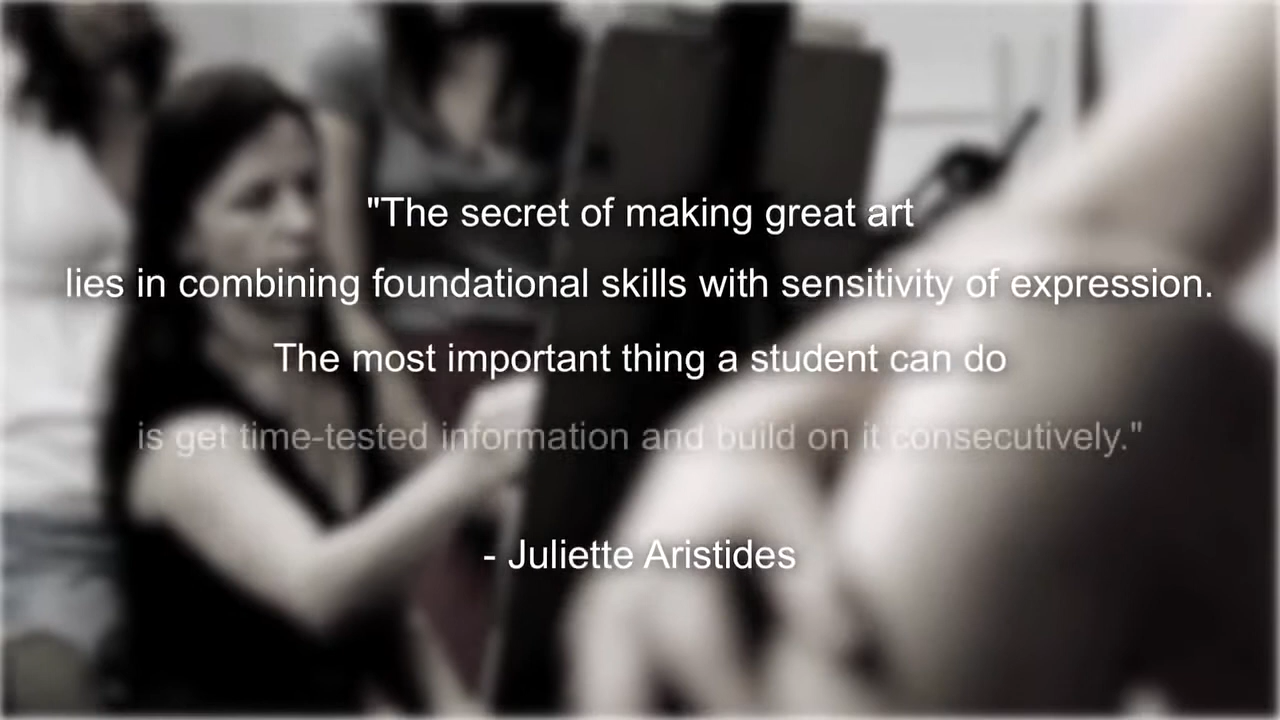 "The secret of making great art
lies in combining foundational skills with sensitivity of expression.
The most important thing a student can do
is get time-tested information and build on it consecutively."
- Juliette Aristides